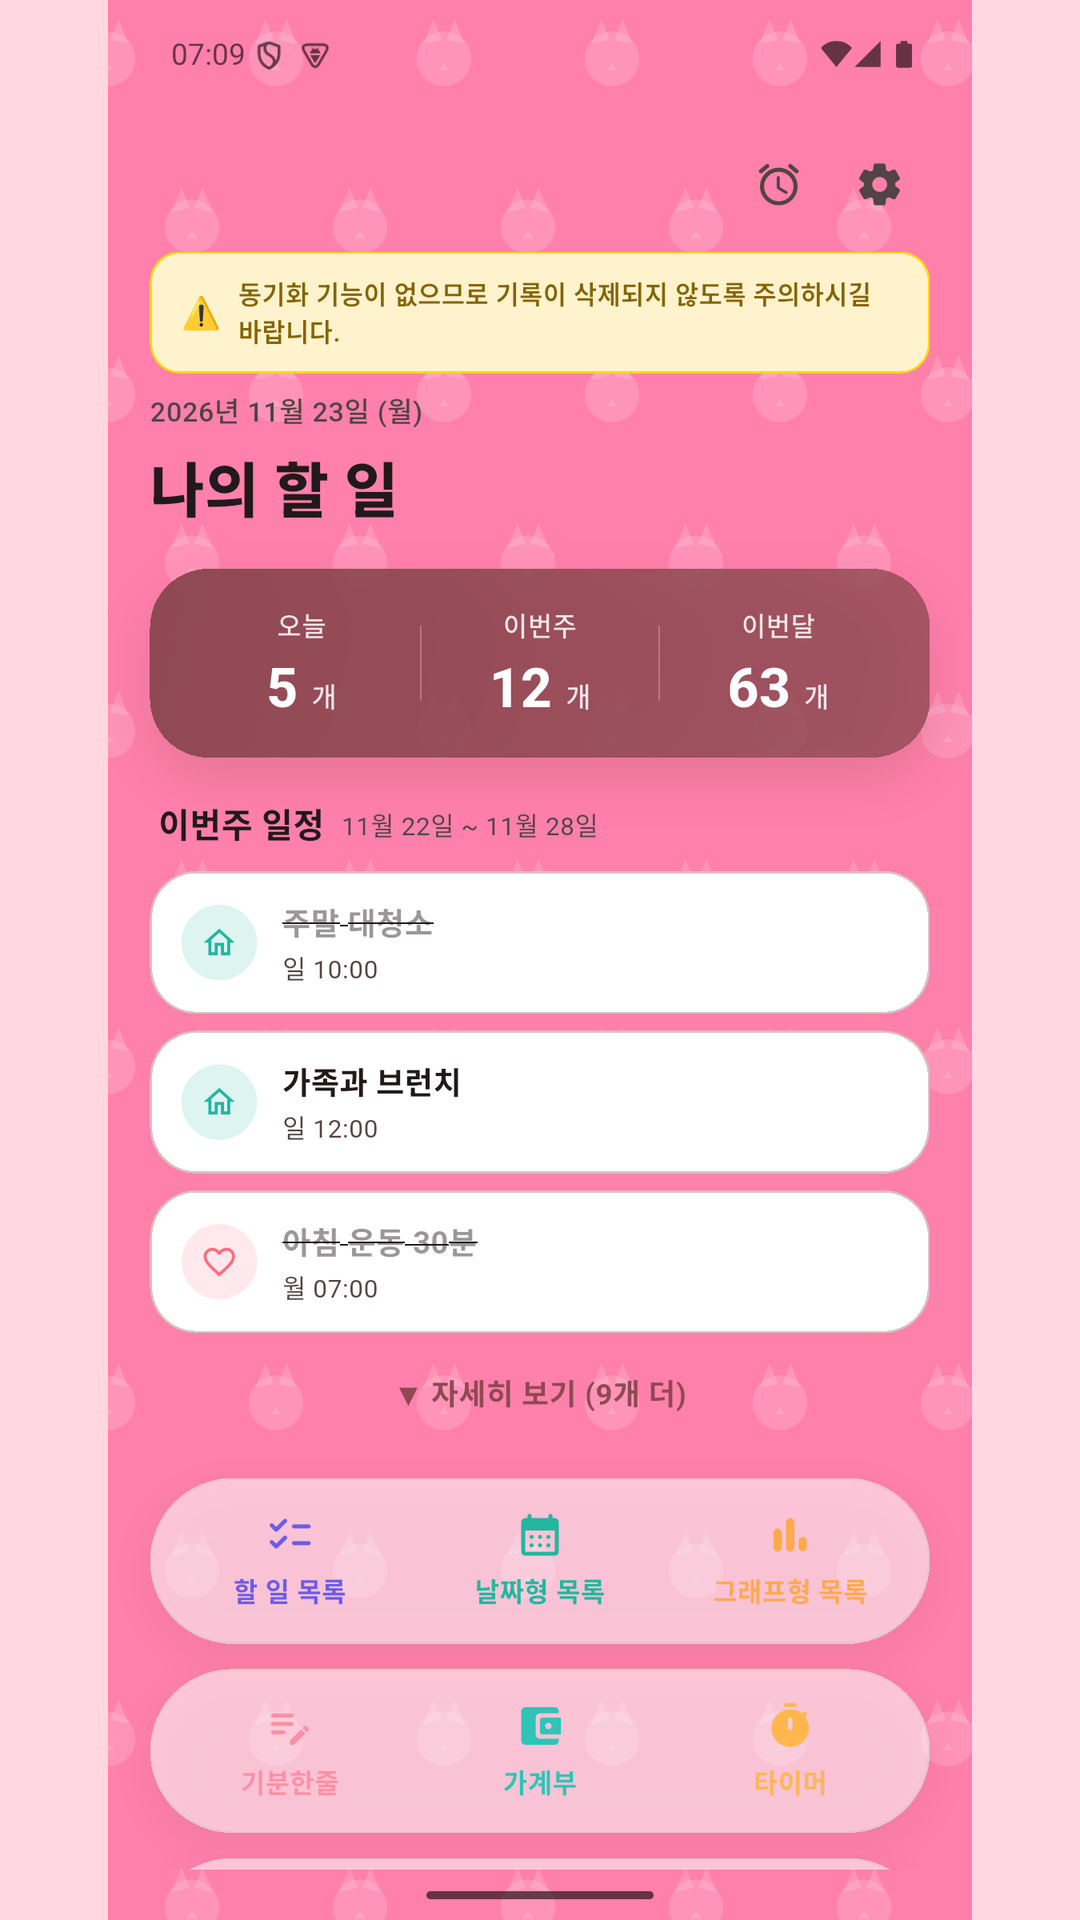 07:09
동기화 기능이 없으므로 기록이 삭제되지 않도록 주의하시길
바랍니다.
2026년 11월 23일 (월)
나의 할 일
오늘 이번주 이번달
5 개 12 개 63 개
이번주 일정 11월 22일 ~ 11월 28일
주말 대청소
일 10:00
가족과 브런치
일 12:00
아침 운동 30분
월 07:00
▼ 자세히 보기 (9개 더)
할 일 목록 날짜형 목록 그래프형 목록
기분한줄 가계부 타이머